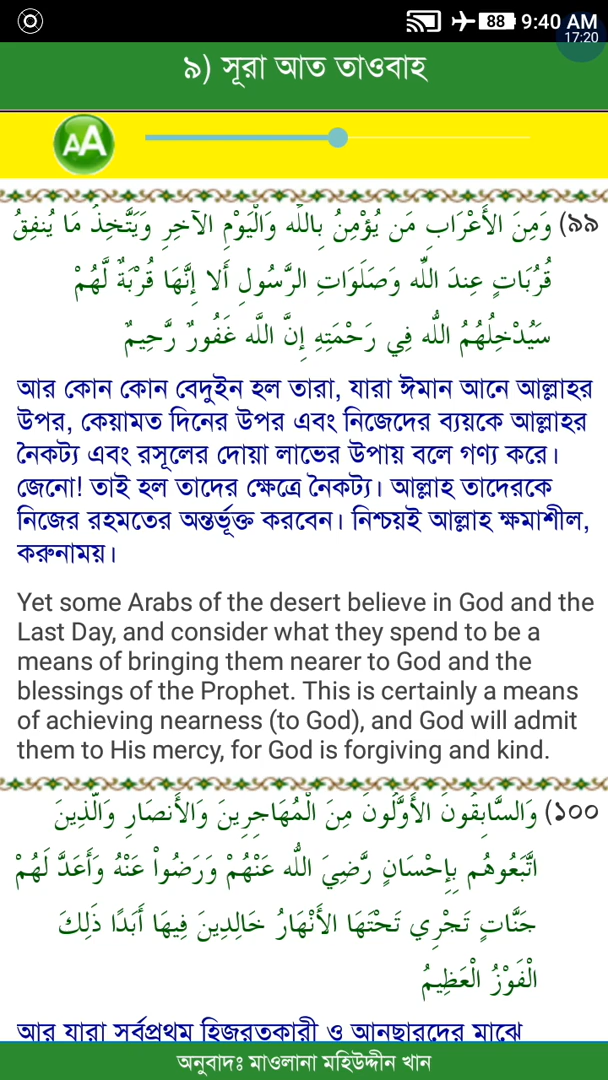 88 9:40 AM
17:20
৯) সূরা আত তাওবাহ
AA
৯৯) وَمِنَ الأَعْرَابِ مَن يُؤْمِنُ بِاللّهِ وَالْيَوْمِ الآخِرِ وَيَتَّخِذُ مَا يُنفِقُ
قُرُبَاتٍ عِندَ اللّهِ وَصَلَوَاتِ الرَّسُولِ أَلا إِنَّهَا قُرْبَةٌ لَّهُمْ
سَيُدْخِلُهُمُ اللّهُ فِي رَحْمَتِهِ إِنَّ اللّهَ غَفُورٌ رَّحِيمٌ
আর কোন কোন বেদুইন হল তারা, যারা ঈমান আনে আল্লাহর
উপর, কেয়ামত দিনের উপর এবং নিজেদের ব্যয়কে আল্লাহর
নৈকট্য এবং রসূলের দোয়া লাভের উপায় বলে গণ্য করে।
জেনো! তাই হল তাদের ক্ষেত্রে নৈকট্য। আল্লাহ তাদেরকে
নিজের রহমতের অন্তর্ভূক্ত করবেন। নিশ্চয়ই আল্লাহ ক্ষমাশীল,
করুনাময়।
Yet some Arabs of the desert believe in God and the
Last Day, and consider what they spend to be a
means of bringing them nearer to God and the
blessings of the Prophet. This is certainly a means
of achieving nearness (to God), and God will admit
them to His mercy, for God is forgiving and kind.
১০০) وَالسَّابِقُونَ الأَوَّلُونَ مِنَ الْمُهَاجِرِينَ وَالأَنصَارِ وَالَّذِينَ
اتَّبَعُوهُم بِإِحْسَانٍ رَّضِيَ اللّهُ عَنْهُمْ وَرَضُواْ عَنْهُ وَأَعَدَّ لَهُمْ
جَنَّاتٍ تَجْرِي تَحْتَهَا الأَنْهَارُ خَالِدِينَ فِيهَا أَبَدًا ذَلِكَ
الْفَوْزُ الْعَظِيمُ
আর যারা সর্বপ্রথম হিজরতকারী ও আনছারদের মাঝে
অনুবাদঃ মাওলানা মহিউদ্দীন খান